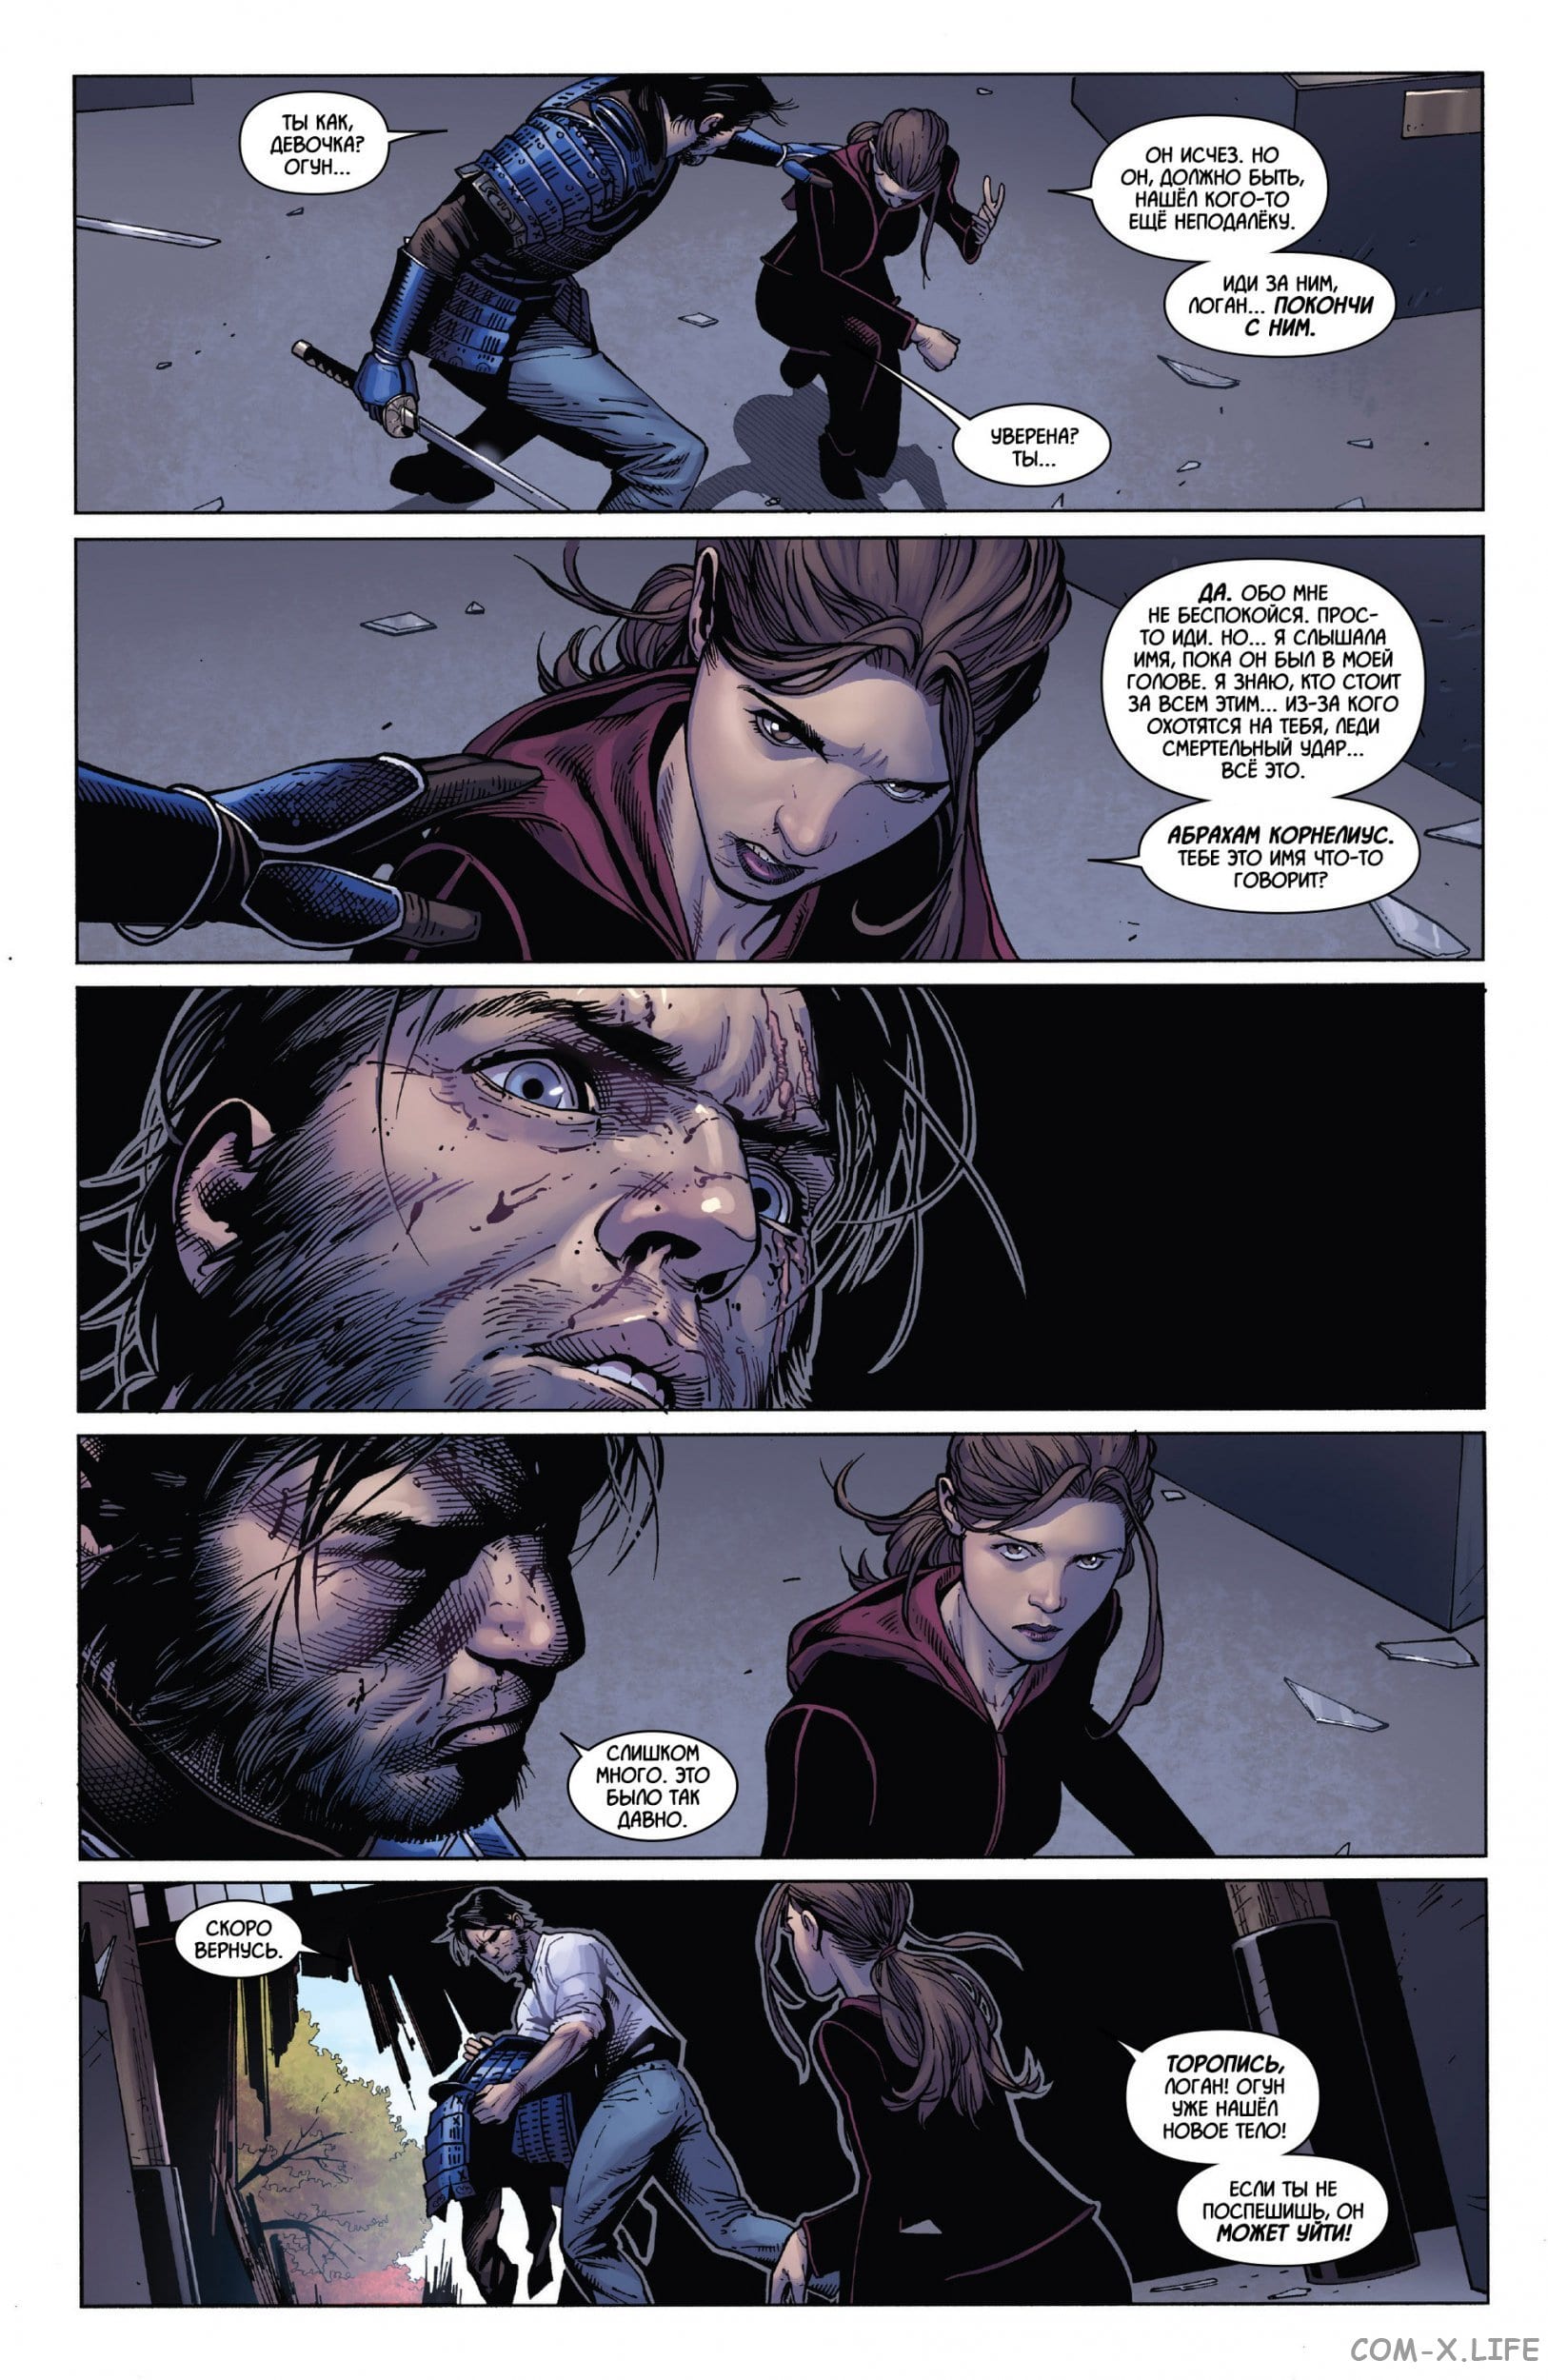 ТЫ КАК,
ДЕВОЧКА?
ОГУН...
ОН ИСЧЕЗ. НО
ОН, ДОЛЖНО БЫТЬ,
НАШЁЛ КОГО-ТО
ЕЩЁ НЕПОДАЛЁКУ.
ИДИ ЗА НИМ,
ЛОГАН... ПОКОНЧИ
С НИМ.
УВЕРЕНА?
ТЫ...
ДА. ОБО МНЕ
НЕ БЕСПОКОЙСЯ. ПРОС-
ТО ИДИ. НО... Я СЛЫШАЛА
ИМЯ, ПОКА ОН БЫЛ В МОЕЙ
ГОЛОВЕ. Я ЗНАЮ, КТО СТОИТ
ЗА ВСЕМ ЭТИМ... ИЗ-ЗА КОГО
ОХОТЯТСЯ НА ТЕБЯ, ЛЕДИ
СМЕРТЕЛЬНЫЙ УДАР...
ВСЁ ЭТО.
АБРАХАМ КОРНЕЛИУС.
ТЕБЕ ЭТО ИМЯ ЧТО-ТО
ГОВОРИТ?
СЛИШКОМ
МНОГО. ЭТО
БЫЛО ТАК
ДАВНО.
СКОРО
ВЕРНУСЬ.
ТОРОПИСЬ,
ЛОГАН! ОГУН
УЖЕ НАШЁЛ
НОВОЕ ТЕЛО!
ЕСЛИ ТЫ НЕ
ПОСПЕШИШЬ, ОН
МОЖЕТ УЙТИ!
COM-X.LIFE